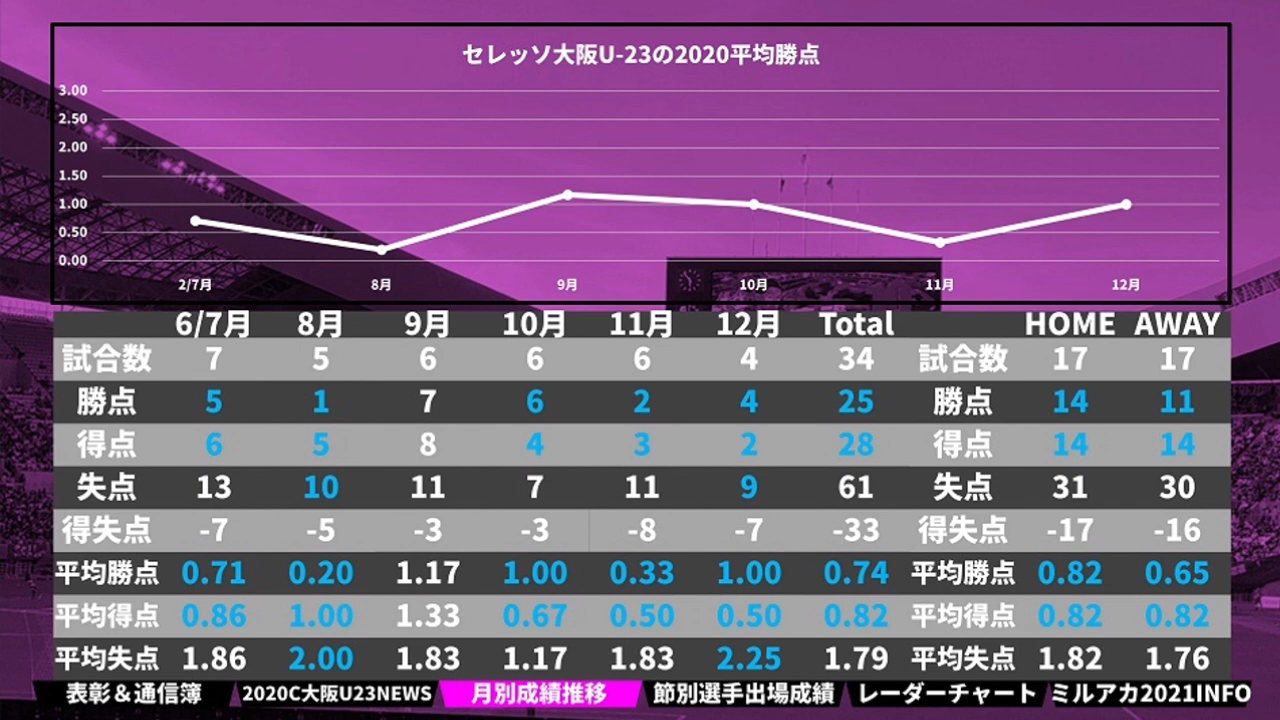 セレッソ大阪U-23の2020平均勝点
3.00
2.50
2.00
1.50
1.00
0.50
0.00
2/7月 8月 9月 10月 11月 12月
6/7月 8月 9月 10月 11月 12月 Total HOME AWAY
試合数 7 5 6 6 6 4 34 試合数 17 17
勝点 5 1 7 6 2 4 25 勝点 14 11
得点 6 5 8 4 3 2 28 得点 14 14
失点 13 10 11 7 11 9 61 失点 31 30
得失点 -7 -5 -3 -3 -8 -7 -33 得失点 -17 -16
平均勝点 0.71 0.20 1.17 1.00 0.33 1.00 0.74 平均勝点 0.82 0.65
平均得点 0.86 1.00 1.33 0.67 0.50 0.50 0.82 平均得点 0.82 0.82
平均失点 1.86 2.00 1.83 1.17 1.83 2.25 1.79 平均失点 1.82 1.76
表彰＆通信簿 2020C大阪U23NEWS 月別成績推移 節別選手出場成績 レーダーチャート ミルアカ2021INFO